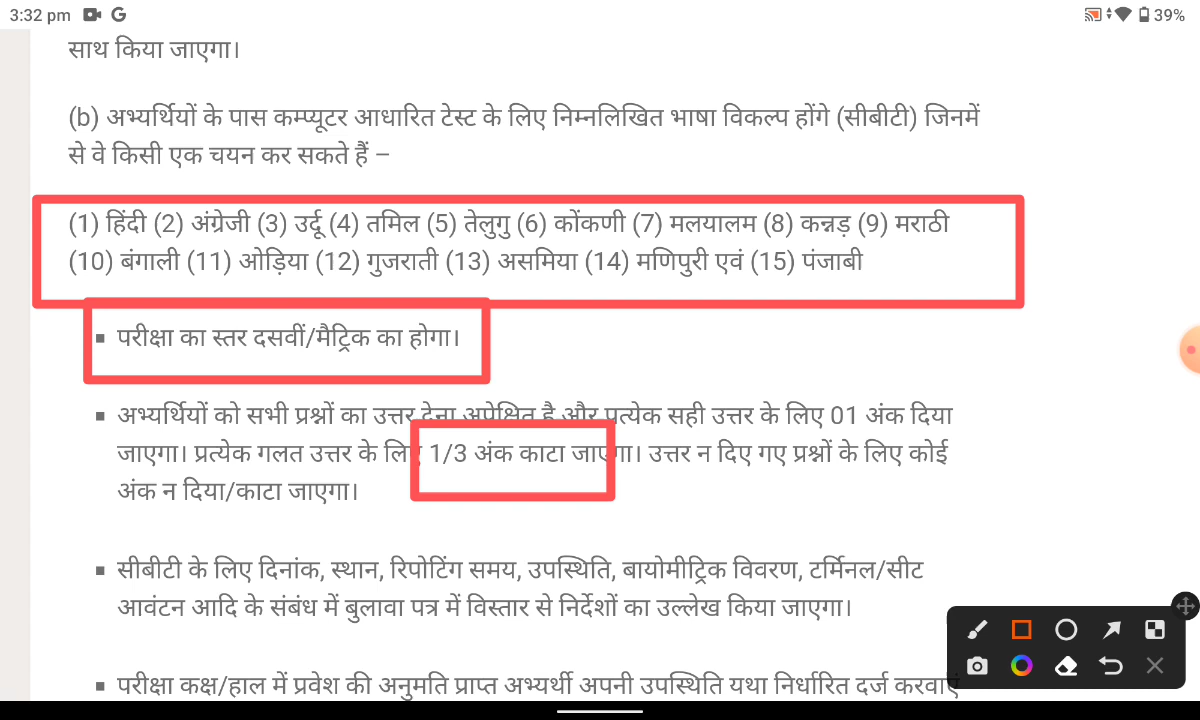 3:32 pm
39%
साथ किया जाएगा।
(b) अभ्यर्थियों के पास कम्प्यूटर आधारित टेस्ट के लिए निम्नलिखित भाषा विकल्प होंगे (सीबीटी) जिनमें
से वे किसी एक चयन कर सकते हैं –
(1) हिंदी (2) अंग्रेजी (3) उर्दू (4) तमिल (5) तेलुगु (6) कोंकणी (7) मलयालम (8) कन्नड़ (9) मराठी
(10) बंगाली (11) ओड़िया (12) गुजराती (13) असमिया (14) मणिपुरी एवं (15) पंजाबी
▪ परीक्षा का स्तर दसवीं/मैट्रिक का होगा।
▪ अभ्यर्थियों को सभी प्रश्नों का उत्तर देना अपेक्षित है और प्रत्येक सही उत्तर के लिए 01 अंक दिया
जाएगा। प्रत्येक गलत उत्तर के लिए 1/3 अंक काटा जाएगा। उत्तर न दिए गए प्रश्नों के लिए कोई
अंक न दिया/काटा जाएगा।
▪ सीबीटी के लिए दिनांक, स्थान, रिपोटिंग समय, उपस्थिति, बायोमीट्रिक विवरण, टर्मिनल/सीट
आवंटन आदि के संबंध में बुलावा पत्र में विस्तार से निर्देशों का उल्लेख किया जाएगा।
▪ परीक्षा कक्ष/हाल में प्रवेश की अनुमति प्राप्त अभ्यर्थी अपनी उपस्थिति यथा निर्धारित दर्ज करवाएं